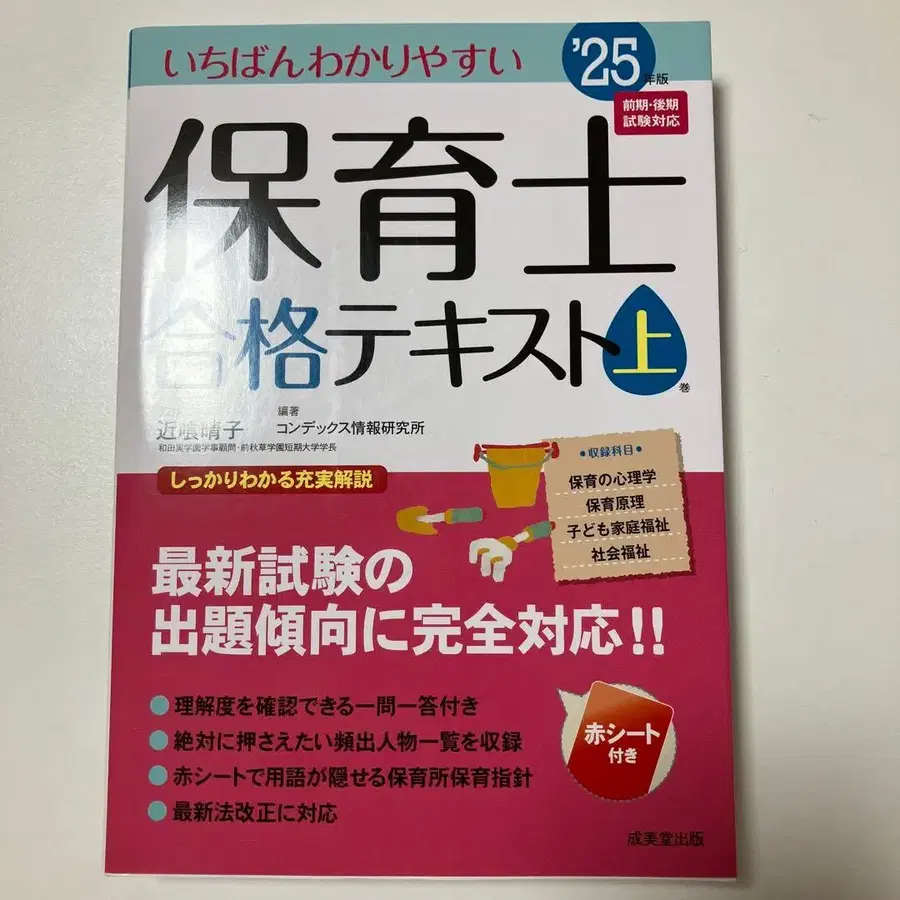 いちばんわかりやすい
'25年版
前期・後期
試験対応
保育士
合格テキスト上巻
編著
近喰晴子 コンデックス情報研究所
和田実学園学事顧問・前秋草学園短期大学学長
しっかりわかる充実解説
・収録科目・
保育の心理学
保育原理
子ども家庭福祉
社会福祉
最新試験の
出題傾向に完全対応!!
●理解度を確認できる一問一答付き
●絶対に押さえたい頻出人物一覧を収録
●赤シートで用語が隠せる保育所保育指針
●最新法改正に対応
赤シート
付き
成美堂出版